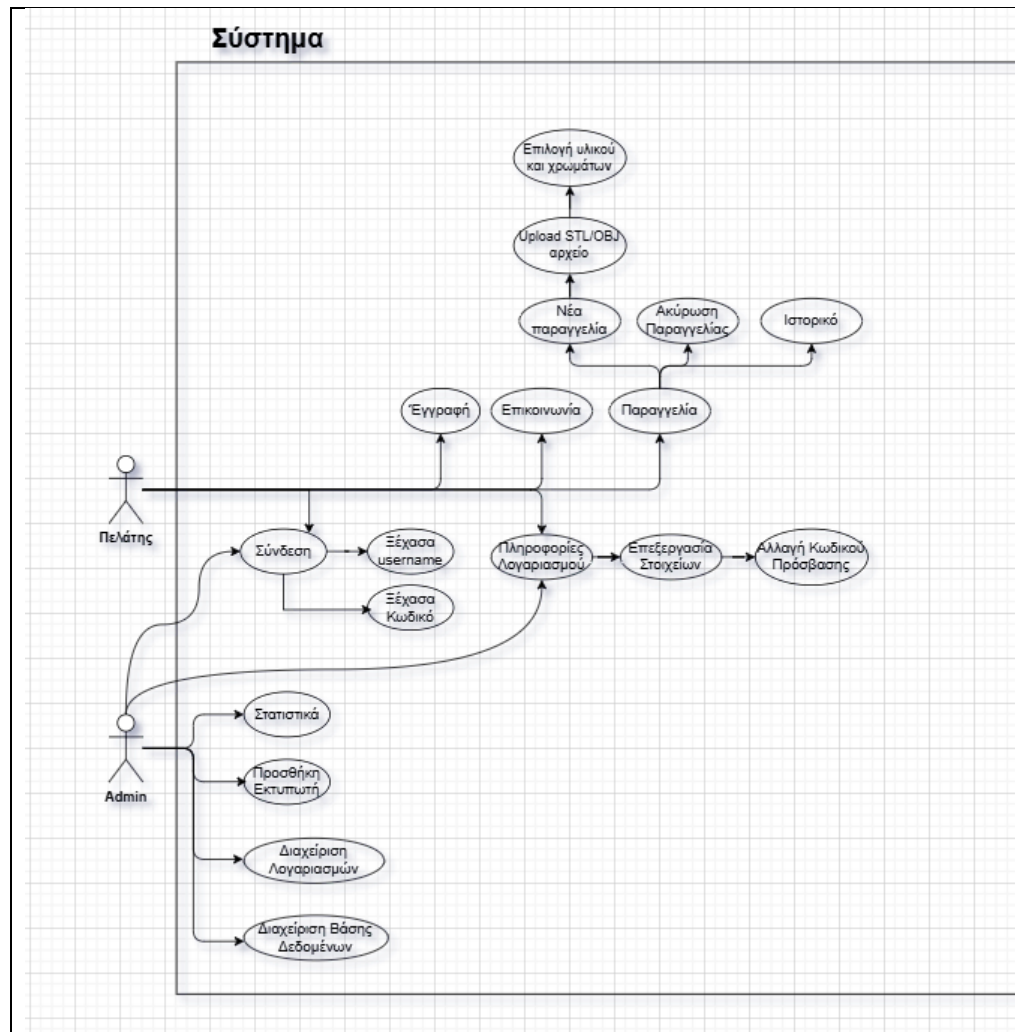 Σύστημα
Επιλογή υλικού
και χρωμάτων
Upload STL/OBJ
αρχείο
Νέα
παραγγελία
Ακύρωση
Παραγγελίας
Ιστορικό
Έγγραφή
Επικοινωνία
Παραγγελία
Πελάτης
Σύνδεση
Ξέχασα
username
Πληροφορίες
Λογαριασμού
Επεξεργασία
Στοιχείων
Αλλαγή Κωδικού
Πρόσβασης
Ξέχασα
Κωδικό
Στατιστικά
Προσθήκη
Εκτυπωτή
Admin
Διαχείριση
Λογαριασμών
Διαχείριση Βάσης
Δεδομένων